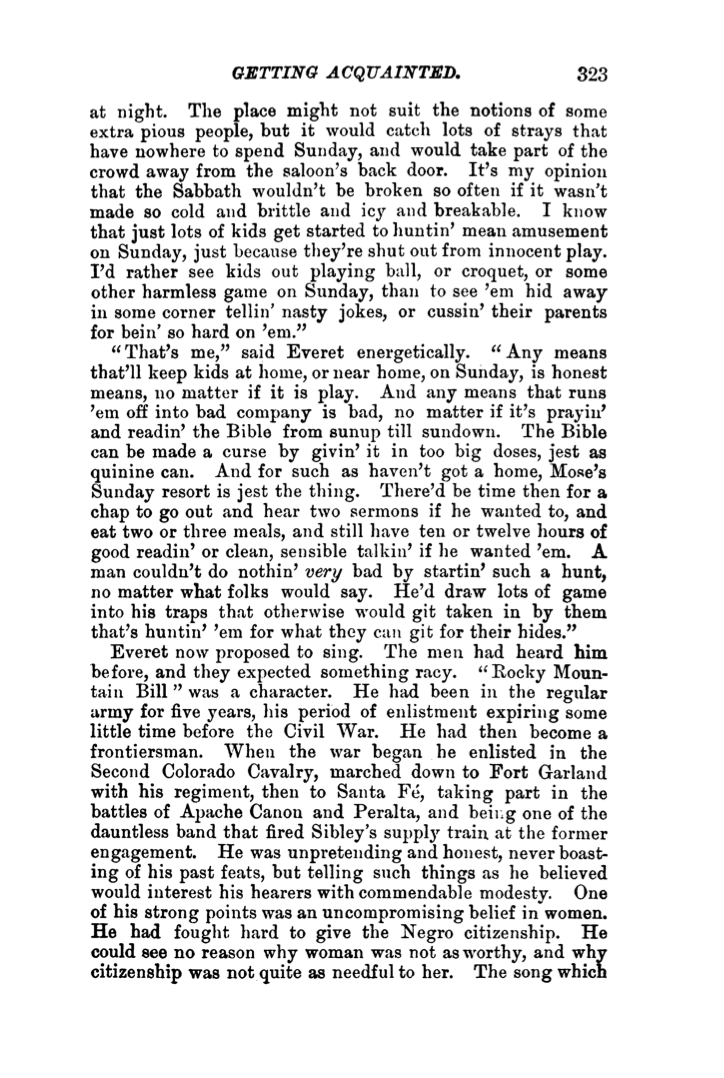 GETTING ACQUAINTED. 323
at night. The place might not suit the notions of some
extra pious people, but it would catch lots of strays that
have nowhere to spend Sunday, and would take part of the
crowd away from the saloon's back door. It's my opinion
that the Sabbath wouldn't be broken so often if it wasn't
made so cold and brittle and icy and breakable. I know
that just lots of kids get started to huntin' mean amusement
on Sunday, just because they're shut out from innocent play.
I'd rather see kids out playing ball, or croquet, or some
other harmless game on Sunday, than to see 'em hid away
in some corner tellin' nasty jokes, or cussin' their parents
for bein' so hard on 'em."
"That's me," said Everet energetically. "Any means
that'll keep kids at home, or near home, on Sunday, is honest
means, no matter if it is play. And any means that runs
'em off into bad company is bad, no matter if it's prayin'
and readin' the Bible from sunup till sundown. The Bible
can be made a curse by givin' it in too big doses, jest as
quinine can. And for such as haven't got a home, Mose's
Sunday resort is jest the thing. There'd be time then for a
chap to go out and hear two sermons if he wanted to, and
eat two or three meals, and still have ten or twelve hours of
good readin' or clean, sensible talkin' if he wanted 'em. A
man couldn't do nothin' very bad by startin' such a hunt,
no matter what folks would say. He'd draw lots of game
into his traps that otherwise would git taken in by them
that's huntin' 'em for what they can git for their hides."
Everet now proposed to sing. The men had heard him
before, and they expected something racy. "Rocky Moun-
tain Bill" was a character. He had been in the regular
army for five years, his period of enlistment expiring some
little time before the Civil War. He had then become a
frontiersman. When the war began he enlisted in the
Second Colorado Cavalry, marched down to Fort Garland
with his regiment, then to Santa Fé, taking part in the
battles of Apache Canon and Peralta, and being one of the
dauntless band that fired Sibley's supply train at the former
engagement. He was unpretending and honest, never boast-
ing of his past feats, but telling such things as he believed
would interest his hearers with commendable modesty. One
of his strong points was an uncompromising belief in women.
He had fought hard to give the Negro citizenship. He
could see no reason why woman was not as worthy, and why
citizenship was not quite as needful to her. The song which